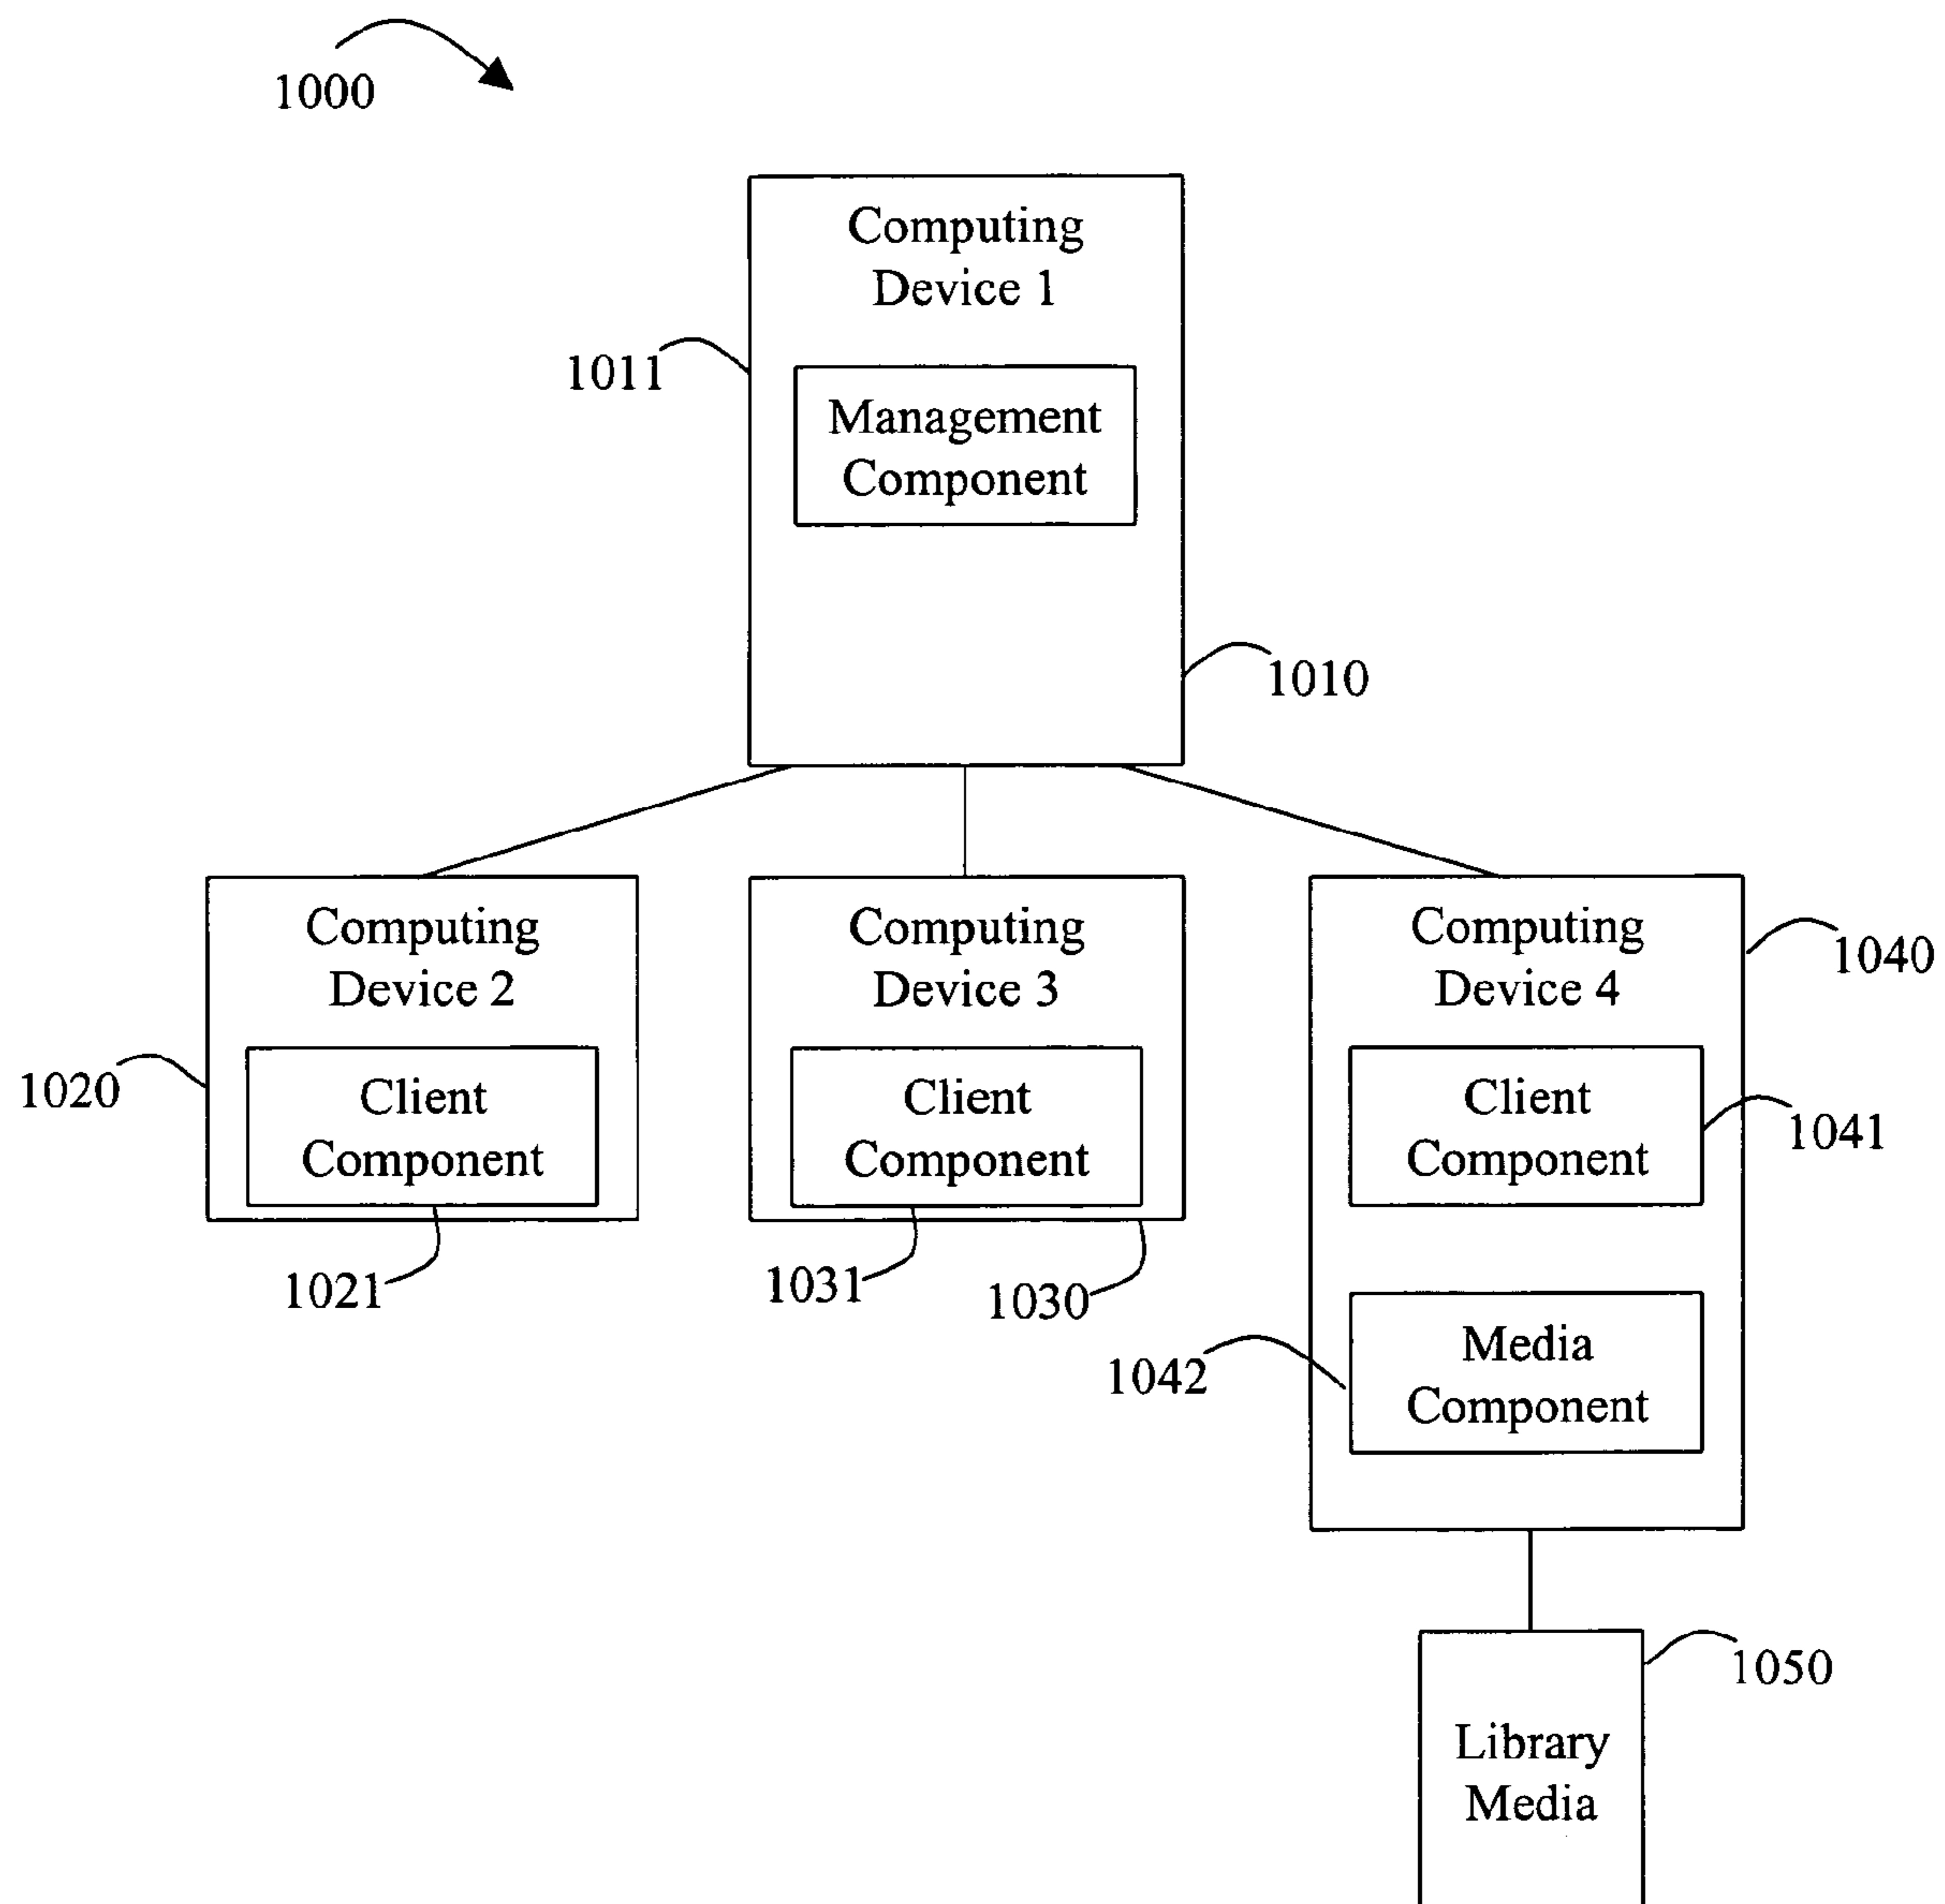 1000
Computing
Device 1
1011
Management
Component
1010
Computing
Device 2
Computing
Device 3
Computing
Device 4
1040
1020
Client
Component
Client
Component
Client
Component
1041
1021
1031
1030
1042
Media
Component
1050
Library
Media